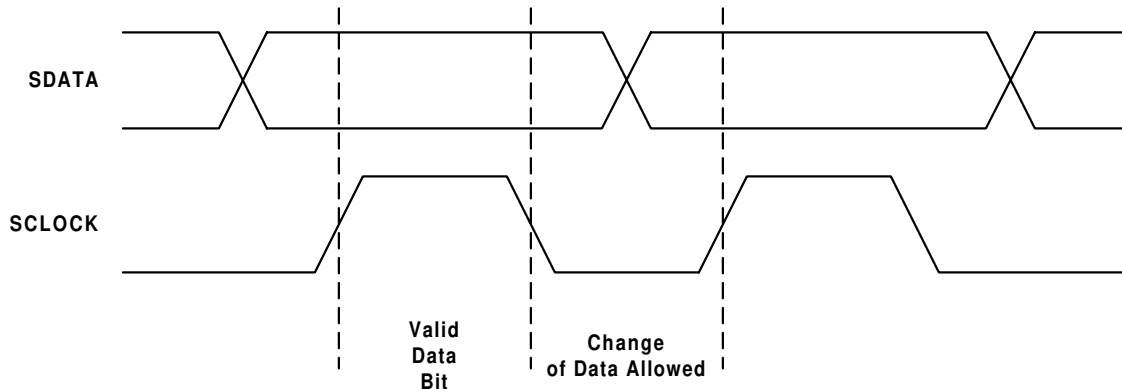 SDATA
SCLOCK
Valid
Data
Bit
Change
of Data Allowed